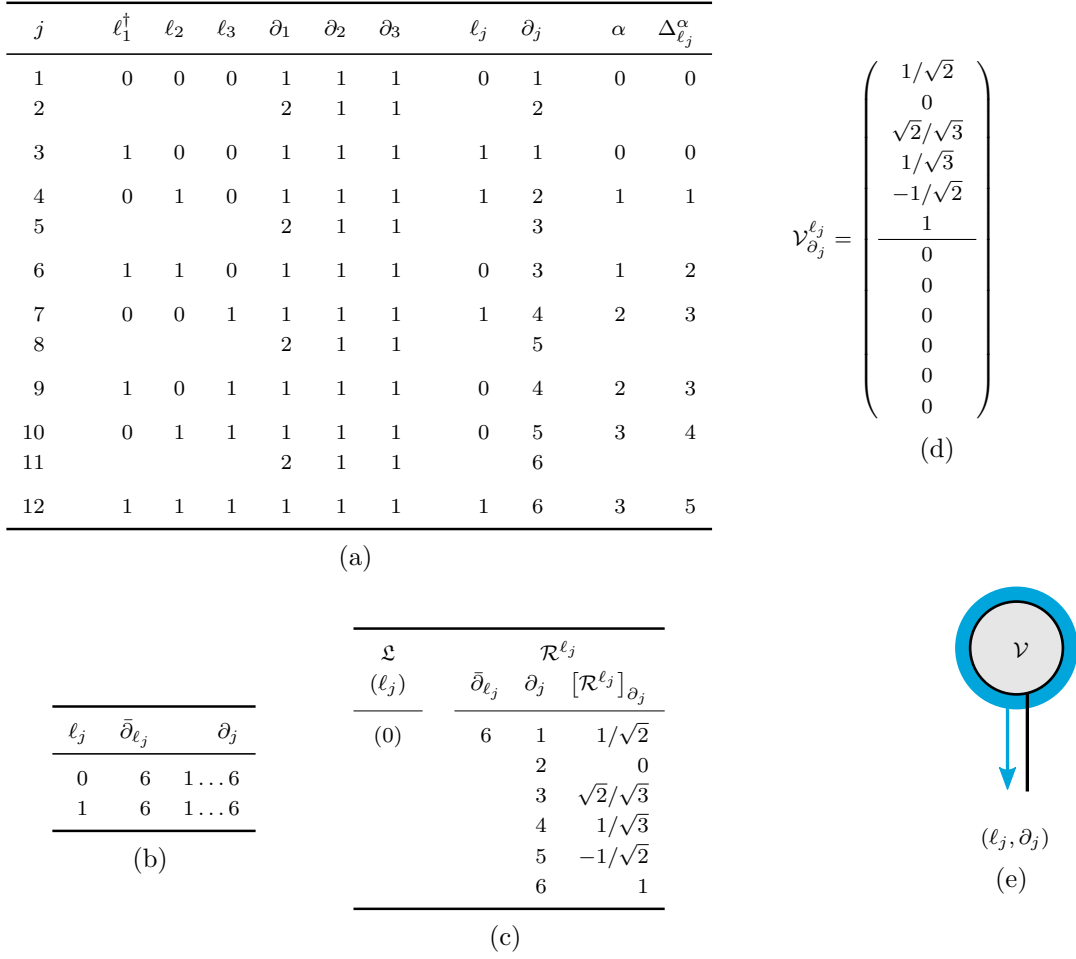 j ℓ₁† ℓ₂ ℓ₃ ∂₁ ∂₂ ∂₃ ℓⱼ ∂ⱼ α Δ^α_{ℓⱼ}
1 0 0 0 1 1 1 0 1 0 0
2 2 1 1 2
3 1 0 0 1 1 1 1 1 0 0
4 0 1 0 1 1 1 1 2 1 1
5 2 1 1 3
6 1 1 0 1 1 1 0 3 1 2
7 0 0 1 1 1 1 1 4 2 3
8 2 1 1 5
9 1 0 1 1 1 1 0 4 2 3
10 0 1 1 1 1 1 0 5 3 4
11 2 1 1 6
12 1 1 1 1 1 1 1 6 3 5
(a)
ℓⱼ ∂̄_{ℓⱼ} ∂ⱼ
0 6 1…6
1 6 1…6
(b)
𝔏 ℛ^{ℓⱼ}
(ℓⱼ) ∂̄_{ℓⱼ} ∂ⱼ [ℛ^{ℓⱼ}]_{∂ⱼ}
(0) 6 1 1/√2
2 0
3 √2/√3
4 1/√3
5 −1/√2
6 1
(c)
1/√2
0
√2/√3
1/√3
−1/√2
1
𝒱^{ℓⱼ}_{∂ⱼ} =
0
0
0
0
0
0
(d)
𝒱
(ℓⱼ, ∂ⱼ)
(e)